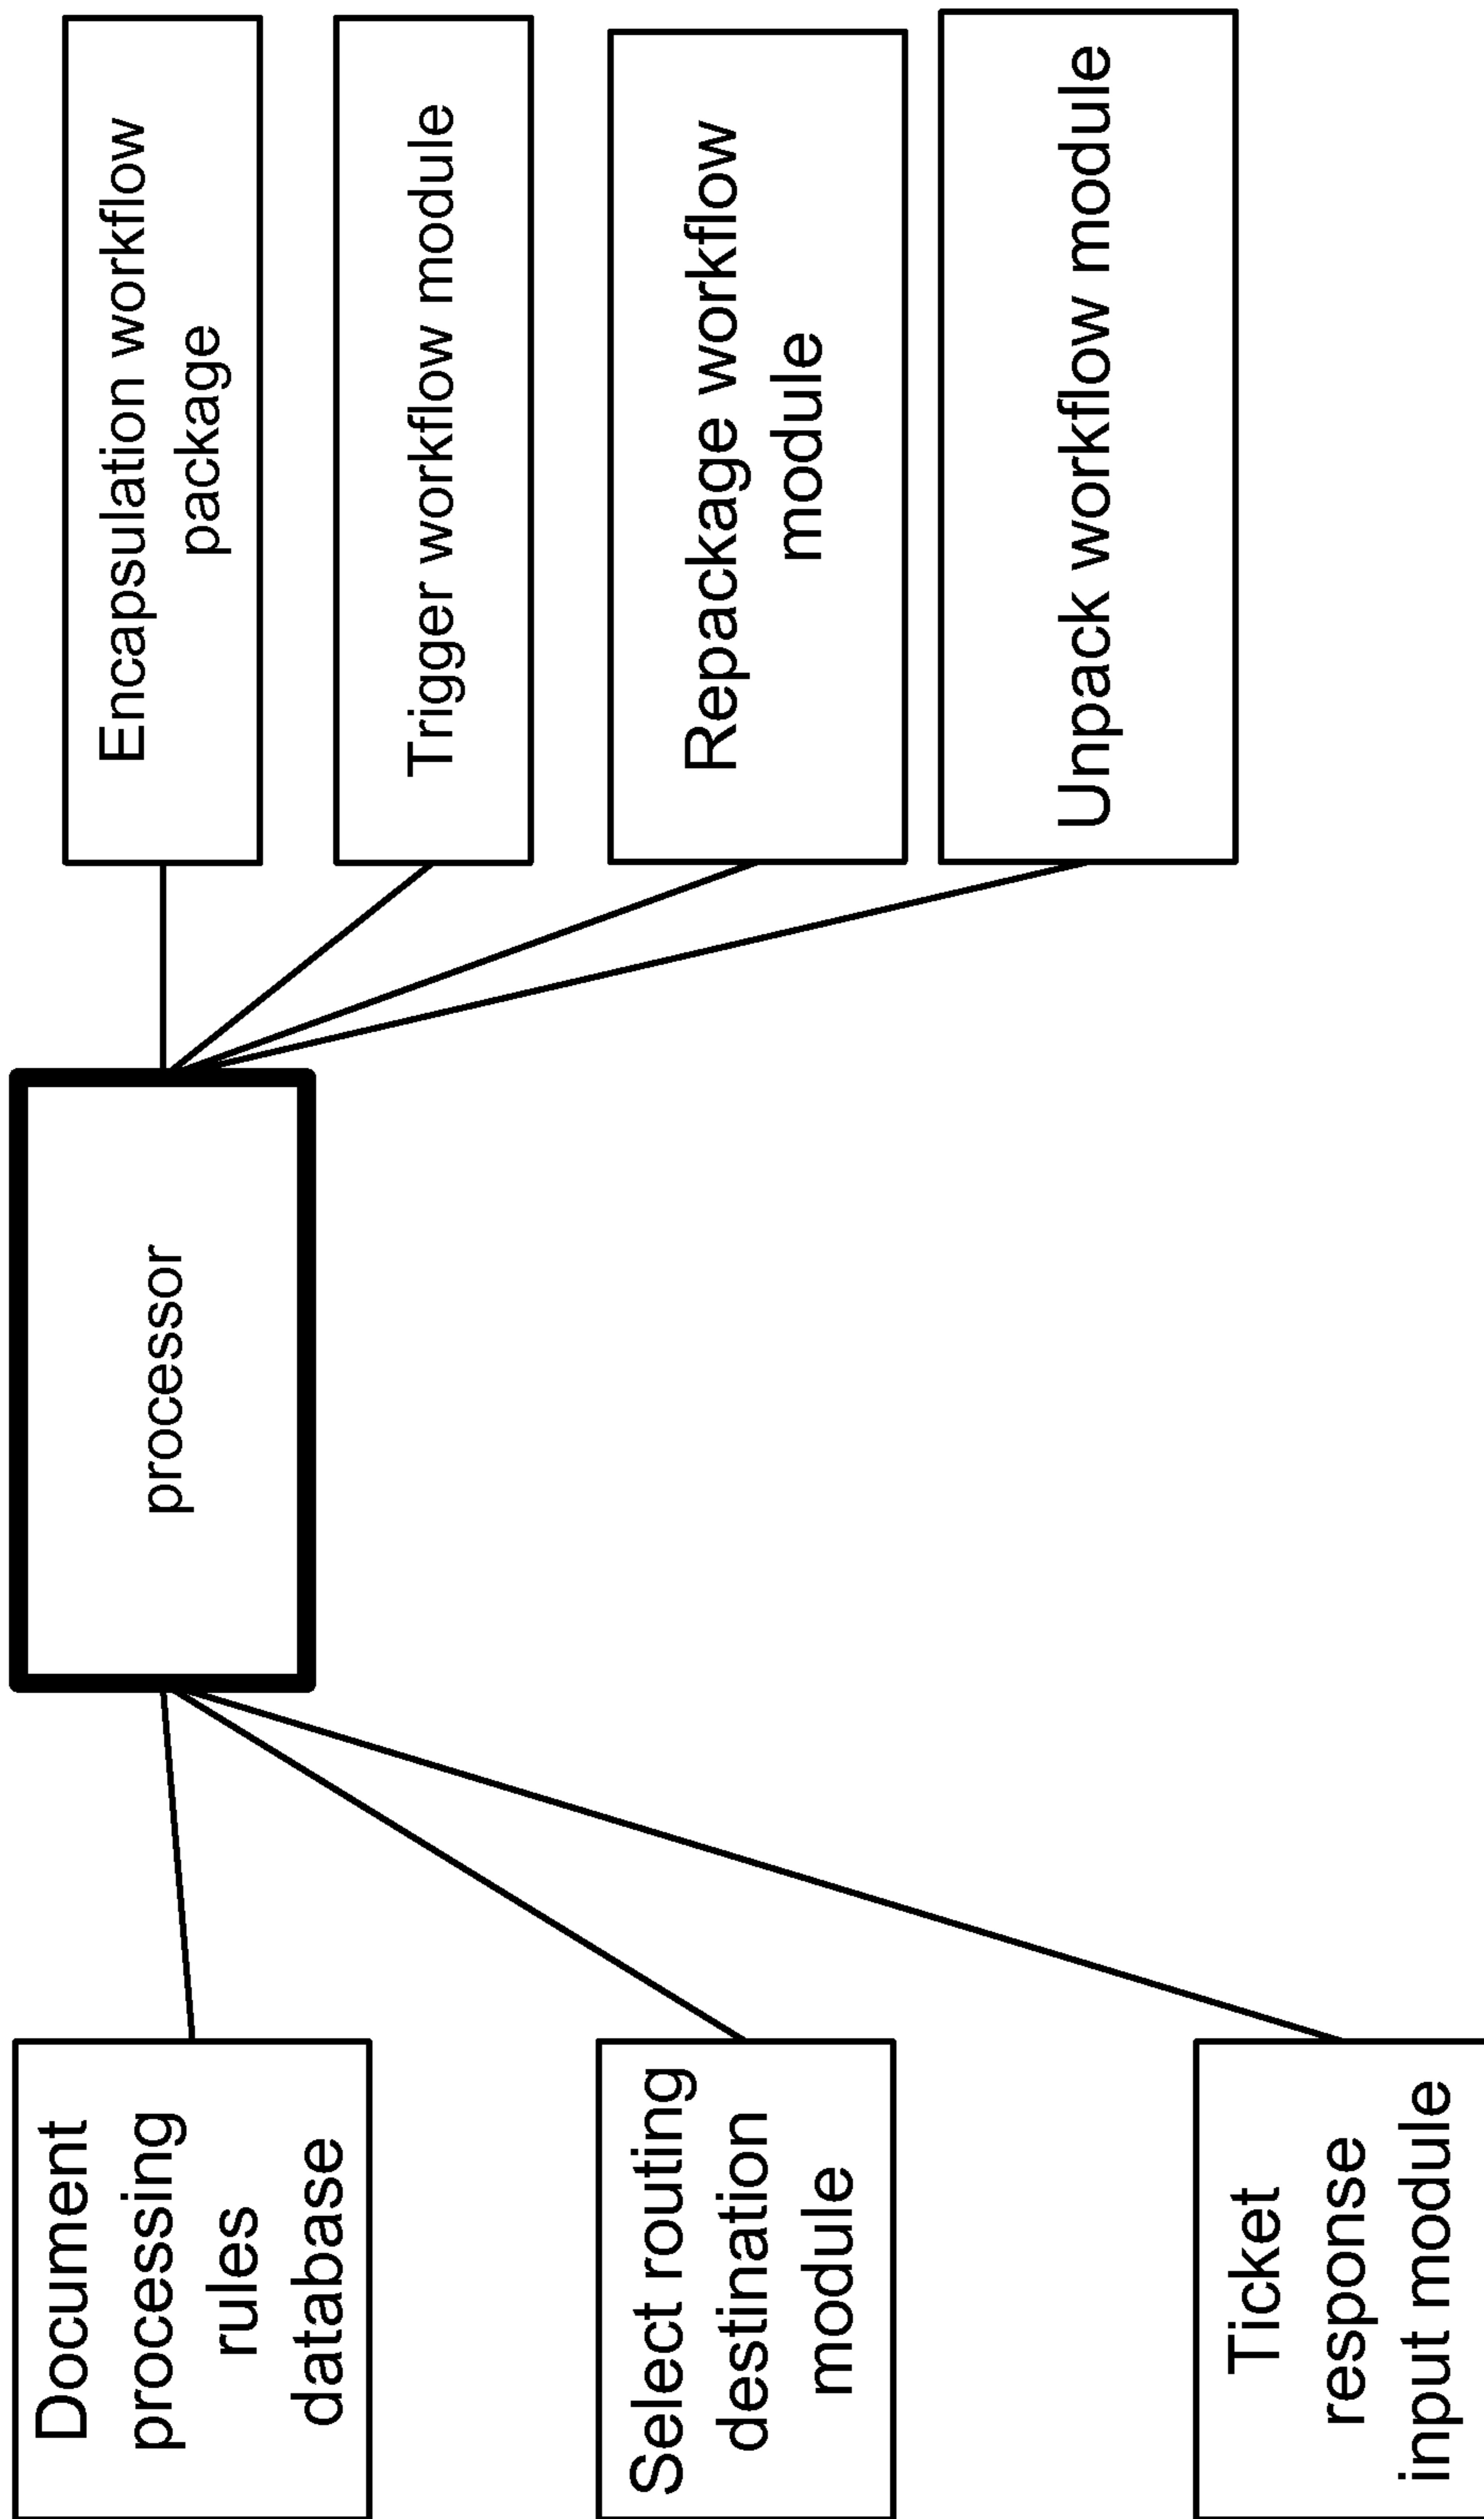 Document
processing
rules
database
Select routing
destination
module
Ticket
response
input module
processor
Encapsulation workflow
package
Trigger workflow module
Repackage workflow
module
Unpack workflow module